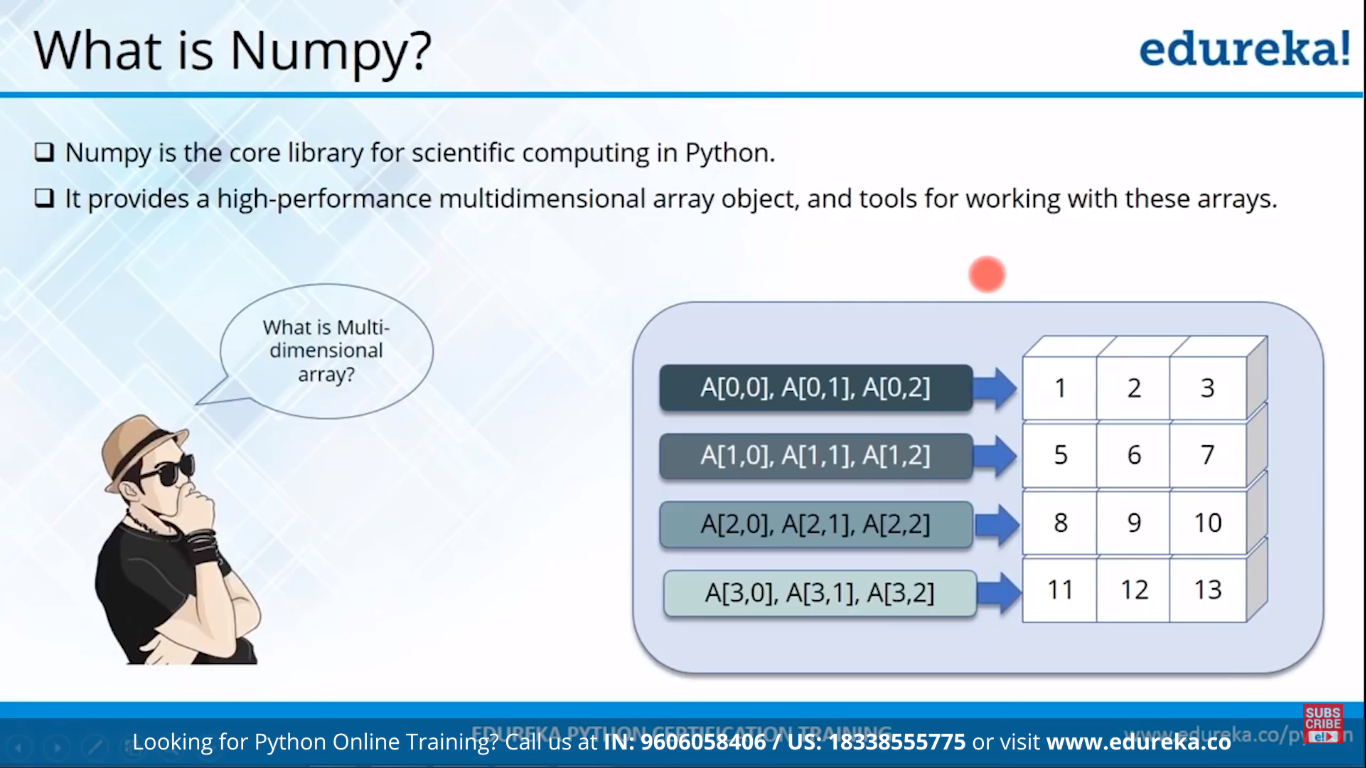 What is Numpy?
edureka!
Numpy is the core library for scientific computing in Python.
It provides a high-performance multidimensional array object, and tools for working with these arrays.
What is Multi-
dimensional
array?
A[0,0], A[0,1], A[0,2]
1 2 3
A[1,0], A[1,1], A[1,2]
5 6 7
A[2,0], A[2,1], A[2,2]
8 9 10
A[3,0], A[3,1], A[3,2]
11 12 13
SUBS
CRIBE
e!
EDUREKA PYTHON CERTIFICATION TRAINING
www.edureka.co/python
Looking for Python Online Training? Call us at IN: 9606058406 / US: 18338555775 or visit www.edureka.co